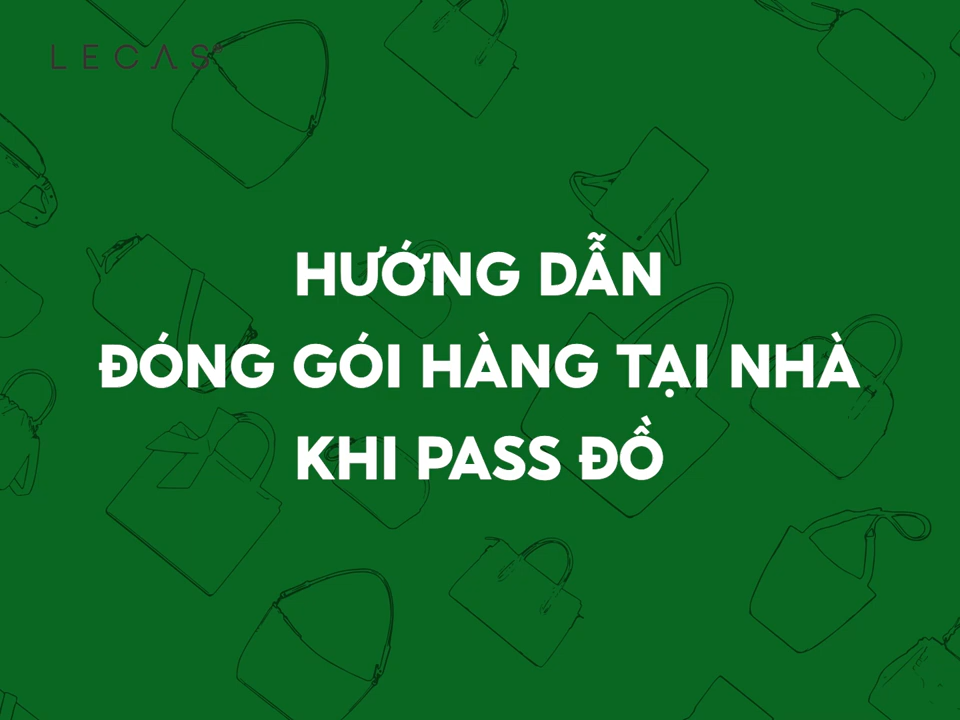 LECAS
HƯỚNG DẪN
ĐÓNG GÓI HÀNG TẠI NHÀ
KHI PASS ĐỒ